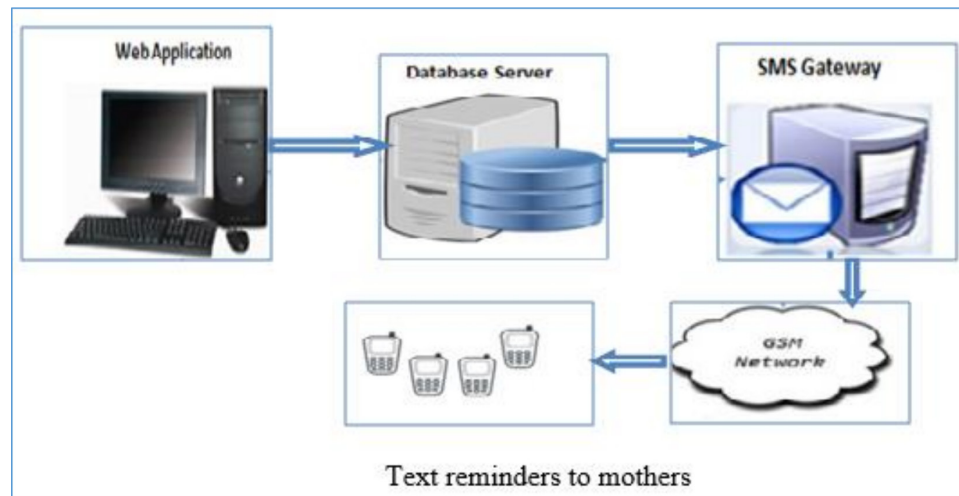 Web Application
Database Server
SMS Gateway
GSM
Network
Text reminders to mothers